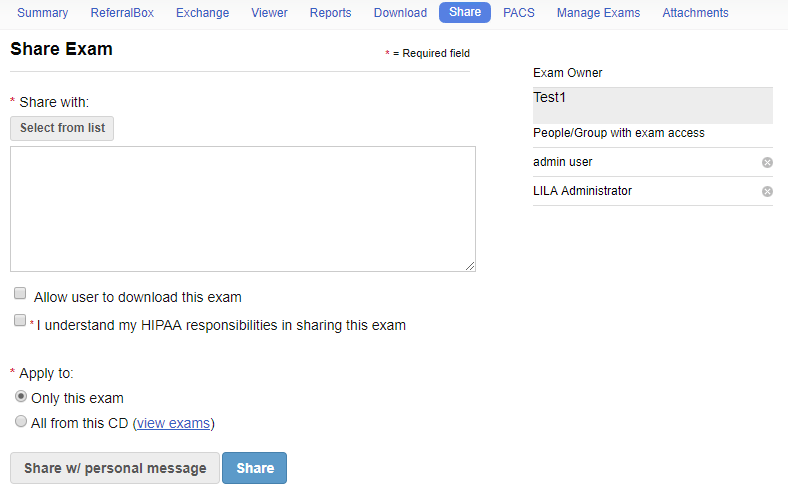 Summary ReferralBox Exchange Viewer Reports Download Share PACS Manage Exams Attachments
Share Exam
* = Required field
* Share with:
Select from list
Allow user to download this exam
* I understand my HIPAA responsibilities in sharing this exam
* Apply to:
Only this exam
All from this CD (view exams)
Share w/ personal message Share
Exam Owner
Test1
People/Group with exam access
admin user
LILA Administrator